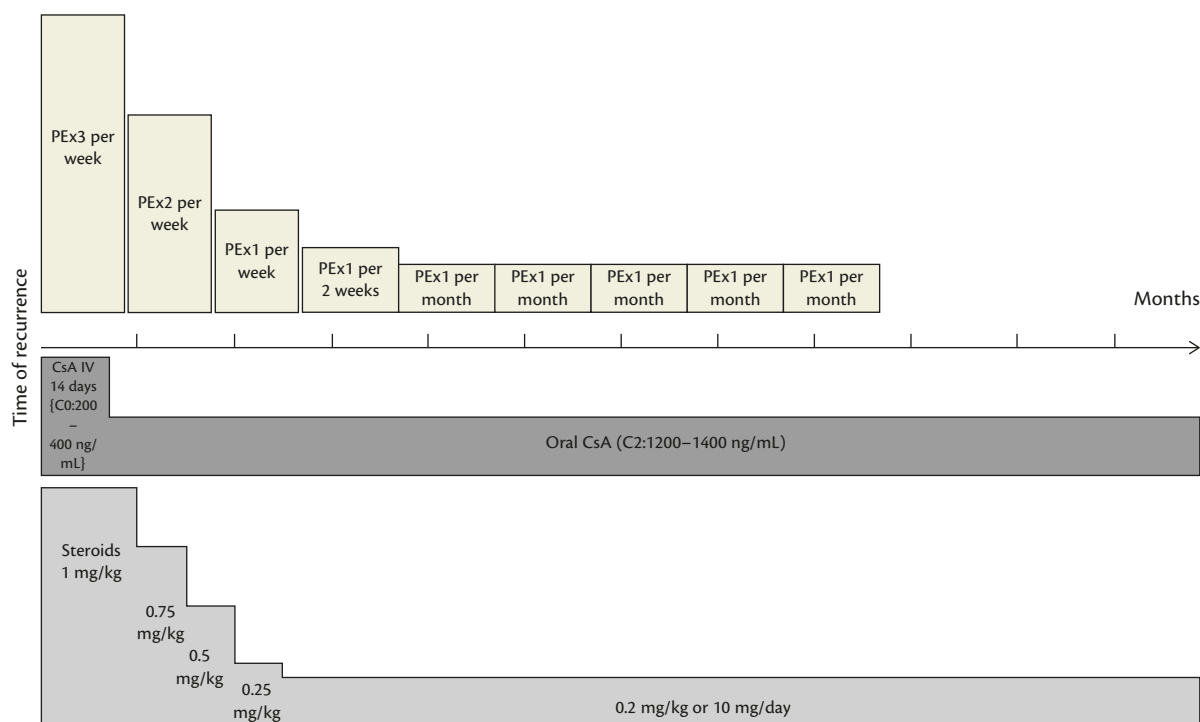 PEx3 per
week
PEx2 per
week
PEx1 per
week
PEx1 per
2 weeks
PEx1 per
month
PEx1 per
month
PEx1 per
month
PEx1 per
month
PEx1 per
month
Months
Time of recurrence
CsA IV
14 days
{C0:200
–
400 ng/
mL}
Oral CsA (C2:1200–1400 ng/mL)
Steroids
1 mg/kg
0.75
mg/kg
0.5
mg/kg
0.25
mg/kg
0.2 mg/kg or 10 mg/day